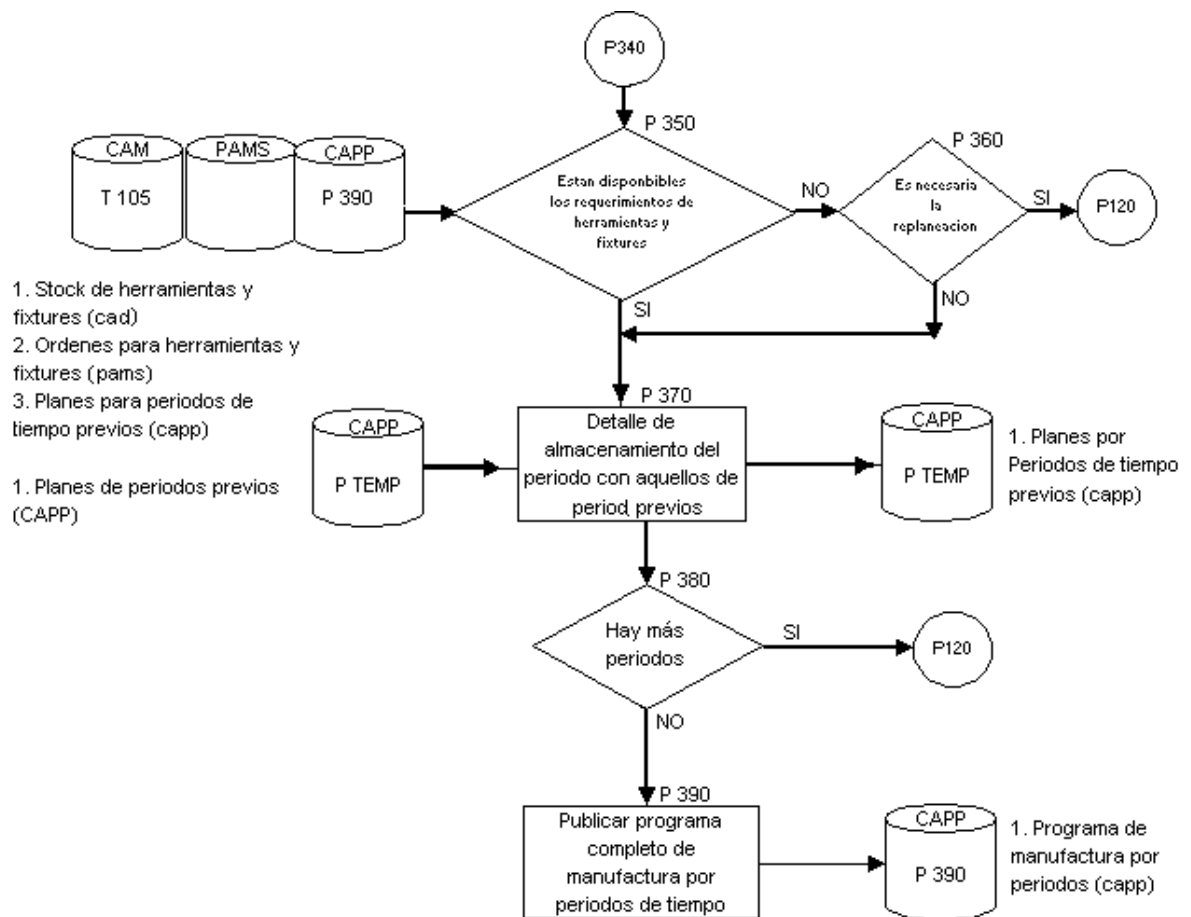 P340
P 350
P 360
CAM
PAMS
CAPP
T 105
P 390
Estan disponbibles
los requerimientos de
herramientas y
fixtures
NO
Es necesaria
la
replaneacion
SI
P120
1. Stock de herramientas y
fixtures (cad)
2. Ordenes para herramientas y
fixtures (pams)
3. Planes para periodos de
tiempo previos (capp)
SI
NO
P 370
1. Planes de periodos previos
(CAPP)
CAPP
P TEMP
Detalle de
almacenamiento del
periodo con aquellos de
period, previos
CAPP
P TEMP
1. Planes por
Periodos de tiempo
previos (capp)
P 380
Hay más
periodos
SI
P120
NO
P 390
Publicar programa
completo de
manufactura por
periodos de tiempo
CAPP
P 390
1. Programa de
manufactura por
periodos (capp)